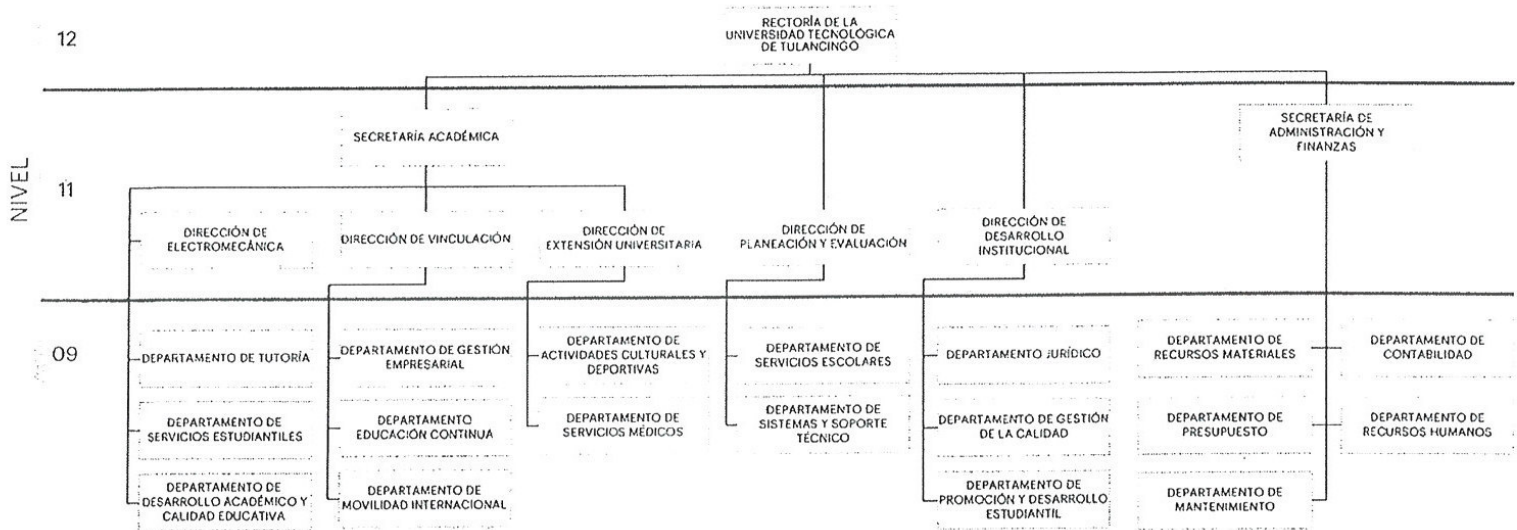 12
RECTORÍA DE LA
UNIVERSIDAD TECNOLÓGICA
DE TULANCINGO
NIVEL
11
SECRETARÍA ACADÉMICA
SECRETARÍA DE
ADMINISTRACIÓN Y
FINANZAS
DIRECCIÓN DE
ELECTROMECÁNICA
DIRECCIÓN DE VINCULACIÓN
DIRECCIÓN DE
EXTENSIÓN UNIVERSITARIA
DIRECCIÓN DE
PLANEACIÓN Y EVALUACIÓN
DIRECCIÓN DE
DESARROLLO
INSTITUCIONAL
09
DEPARTAMENTO DE TUTORÍA
DEPARTAMENTO DE GESTIÓN
EMPRESARIAL
DEPARTAMENTO DE
ACTIVIDADES CULTURALES Y
DEPORTIVAS
DEPARTAMENTO DE
SERVICIOS ESCOLARES
DEPARTAMENTO JURÍDICO
DEPARTAMENTO DE
RECURSOS MATERIALES
DEPARTAMENTO DE
CONTABILIDAD
DEPARTAMENTO DE
SERVICIOS ESTUDIANTILES
DEPARTAMENTO
EDUCACIÓN CONTINUA
DEPARTAMENTO DE
SERVICIOS MÉDICOS
DEPARTAMENTO DE
SISTEMAS Y SOPORTE
TÉCNICO
DEPARTAMENTO DE GESTIÓN
DE LA CALIDAD
DEPARTAMENTO DE
PRESUPUESTO
DEPARTAMENTO DE
RECURSOS HUMANOS
DEPARTAMENTO DE
DESARROLLO ACADÉMICO Y
CALIDAD EDUCATIVA
DEPARTAMENTO DE
MOVILIDAD INTERNACIONAL
DEPARTAMENTO DE
PROMOCIÓN Y DESARROLLO
ESTUDIANTIL
DEPARTAMENTO DE
MANTENIMIENTO